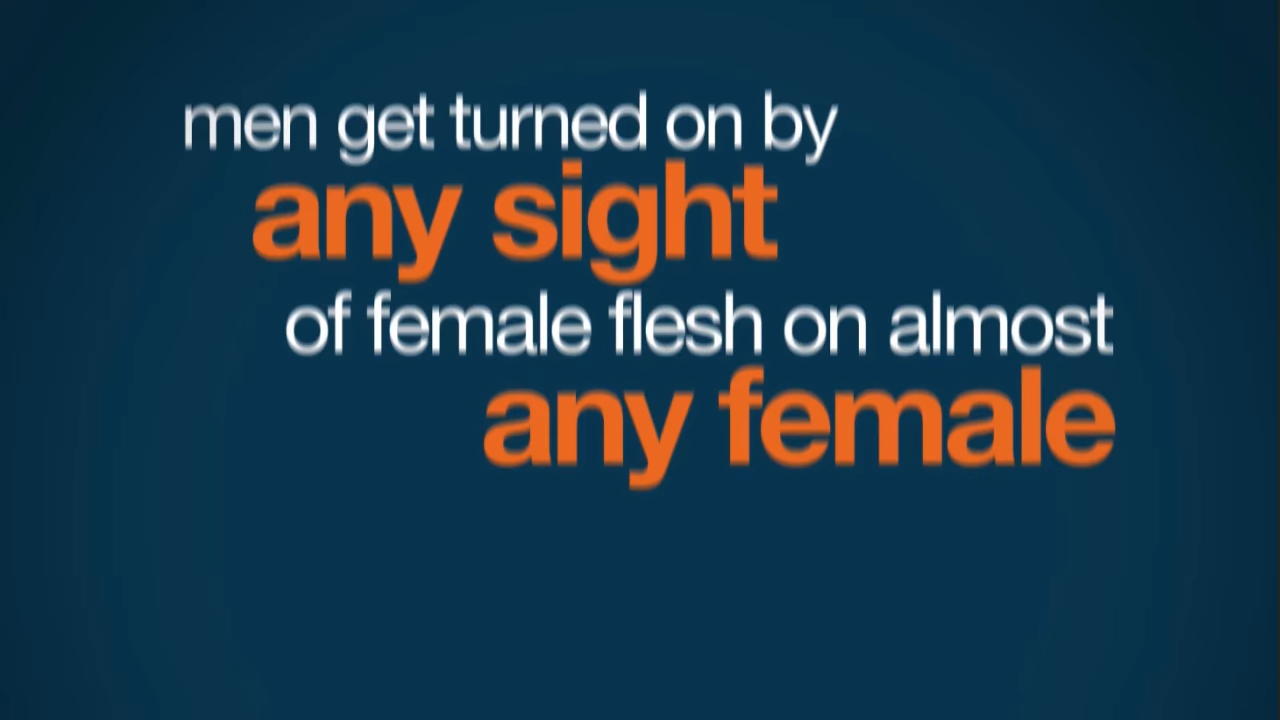 men get turned on by
any sight
of female flesh on almost
any female